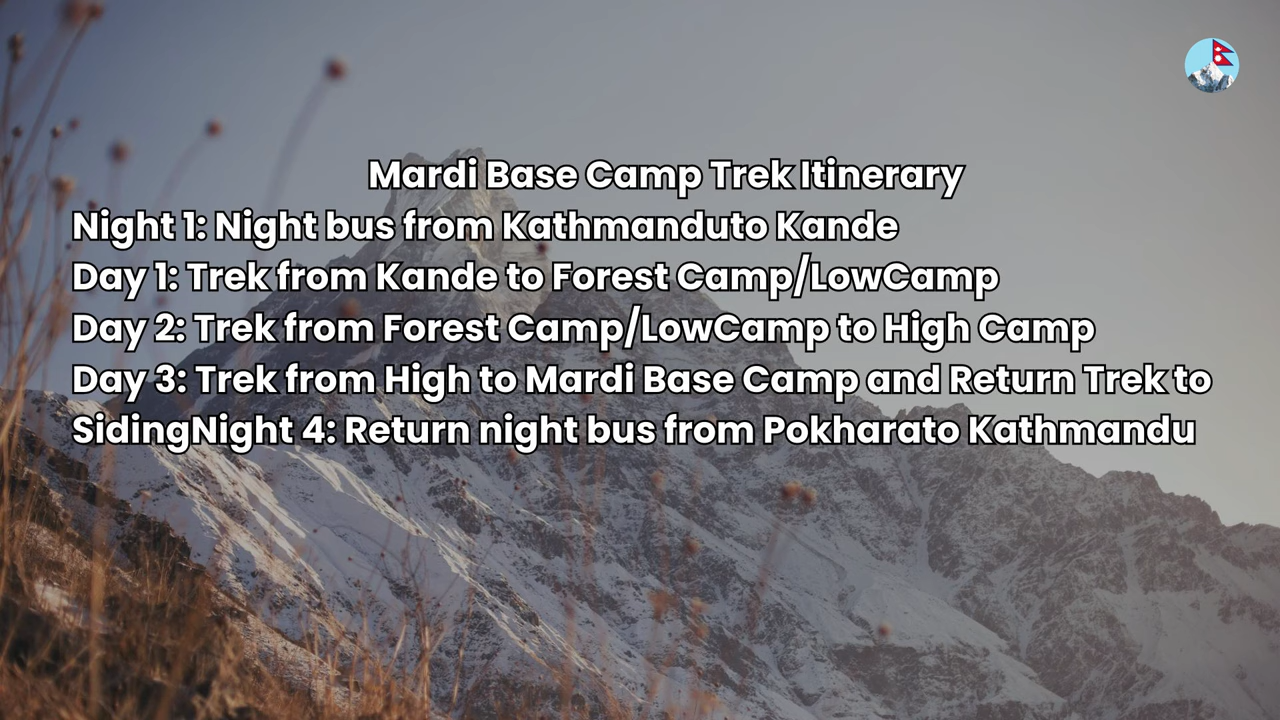 Mardi Base Camp Trek Itinerary
Night 1: Night bus from Kathmanduto Kande
Day 1: Trek from Kande to Forest Camp/LowCamp
Day 2: Trek from Forest Camp/LowCamp to High Camp
Day 3: Trek from High to Mardi Base Camp and Return Trek to
SidingNight 4: Return night bus from Pokharato Kathmandu